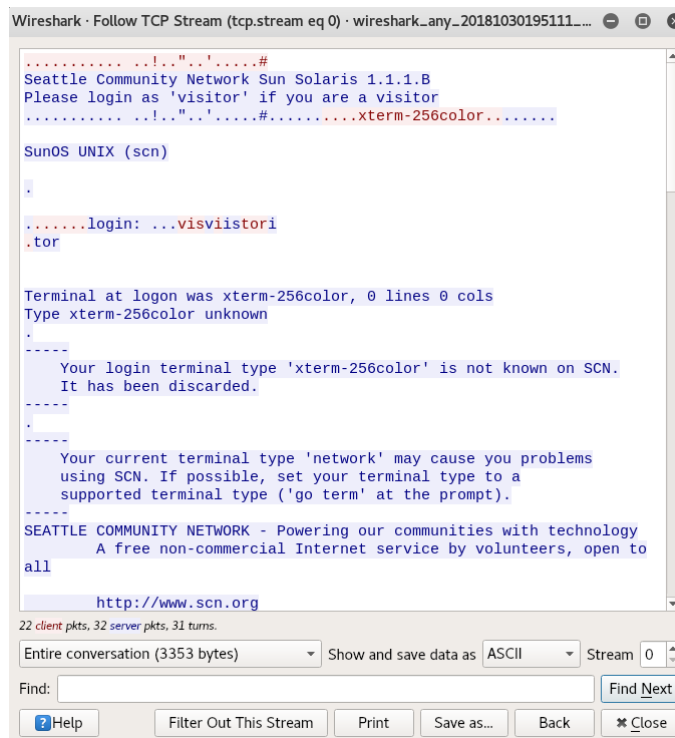 Wireshark · Follow TCP Stream (tcp.stream eq 0) · wireshark_any_20181030195111_...
........... ..!.."..'.....#
Seattle Community Network Sun Solaris 1.1.1.B
Please login as 'visitor' if you are a visitor
........... ..!.."..'.....#..........xterm-256color.........
SunOS UNIX (scn)
.
.......login: ...visviistori
.tor
Terminal at logon was xterm-256color, 0 lines 0 cols
Type xterm-256color unknown
.
-----
Your login terminal type 'xterm-256color' is not known on SCN.
It has been discarded.
-----
.
-----
Your current terminal type 'network' may cause you problems
using SCN. If possible, set your terminal type to a
supported terminal type ('go term' at the prompt).
-----
SEATTLE COMMUNITY NETWORK - Powering our communities with technology
A free non-commercial Internet service by volunteers, open to
all
http://www.scn.org
22 client pkts, 32 server pkts, 31 turns.
Entire conversation (3353 bytes) Show and save data as ASCII Stream 0
Find: Find Next
Help Filter Out This Stream Print Save as... Back Close